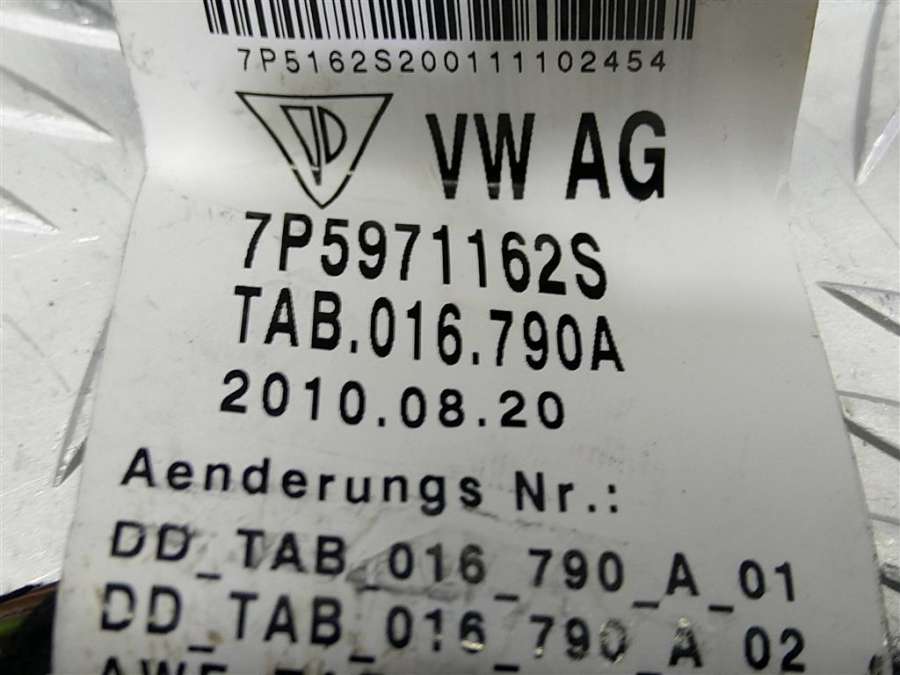 7P5162S200111102454
VW AG
7P5971162S
TAB.016.790A
2010.08.20
Aenderungs Nr.:
DD_TAB_016_790_A_01
DD_TAB_016_790_A_02